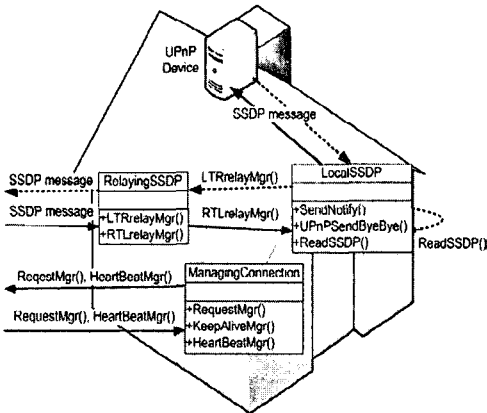 UPnP
Device
SSDP message
SSDP message
RelayingSSDP
LTRrelayMgr()
LocalSSDP
SSDP message
+LTRrelayMgr()
+RTLrelayMgr()
RTLrelayMgr()
+SendNotify()
+UPnPSendByeBye()
+ReadSSDP()
ReadSSDP()
ReqestMgr(), HeartBeatMgr()
ManagingConnection
RequestMgr(), HeartBeatMgr()
+RequestMgr()
+KeepAliveMgr()
+HeartBeatMgr()